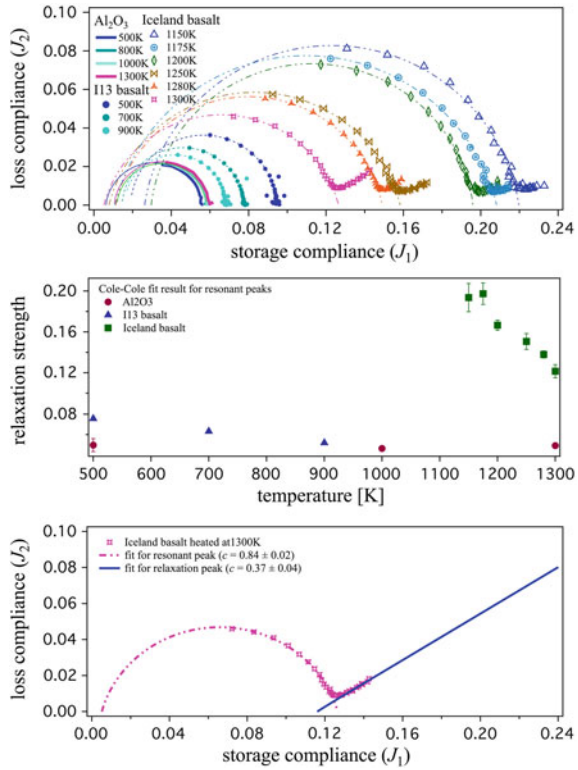 loss compliance (J₂)
0.10
0.08
0.06
0.04
0.02
0.00
Al₂O₃
500K
800K
1000K
1300K
I13 basalt
500K
700K
900K
Iceland basalt
1150K
1175K
1200K
1250K
1280K
1300K
0.00 0.04 0.08 0.12 0.16 0.20 0.24
storage compliance (J₁)
relaxation strength
0.20
0.16
0.12
0.08
Cole-Cole fit result for resonant peaks
Al2O3
I13 basalt
Iceland basalt
500 600 700 800 900 1000 1100 1200 1300
temperature [K]
loss compliance (J₂)
0.10
0.08
0.06
0.04
0.02
0.00
Iceland basalt heated at1300K
fit for resonant peak (c = 0.84 ± 0.02)
fit for relaxation peak (c = 0.37 ± 0.04)
0.00 0.04 0.08 0.12 0.16 0.20 0.24
storage compliance (J₁)